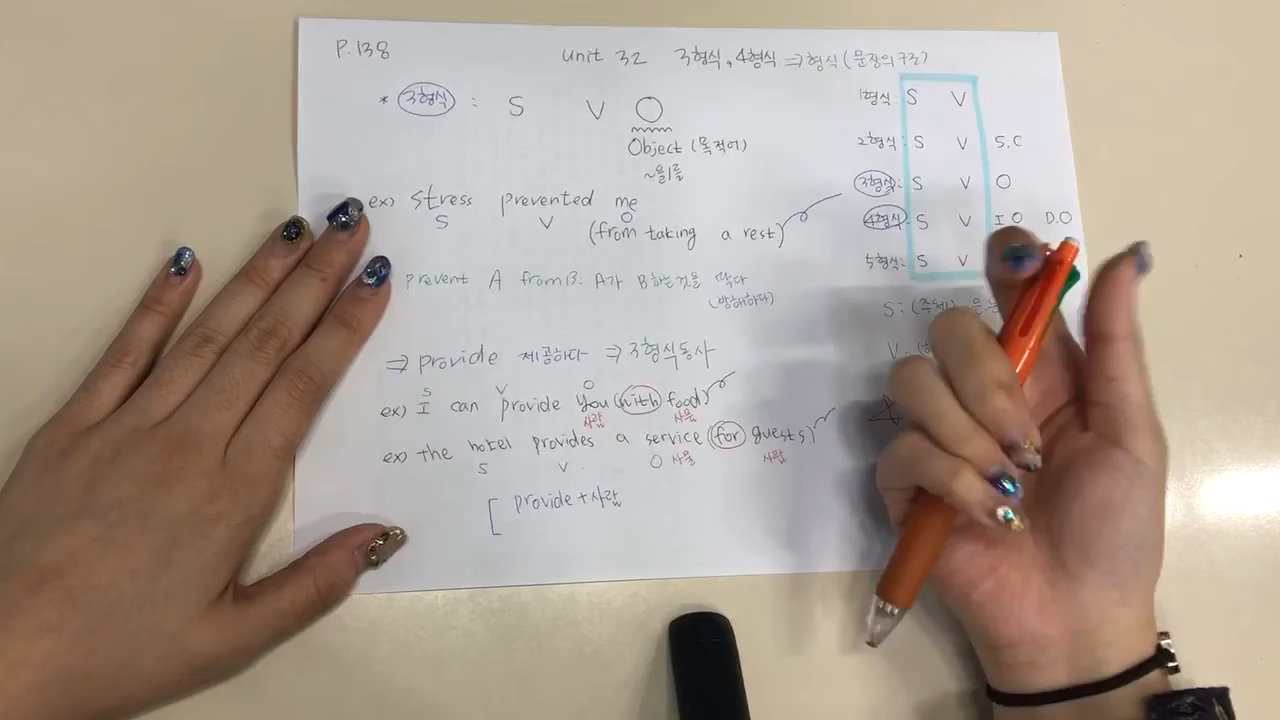 P.138
unit 32 3형식, 4형식 ⇒ 형식 (문장의 구조)
* 3형식 : S V O
Object (목적어)
~을/를
ex) Stress prevented me
S V O
(from taking a rest)
prevent A from B : A가 B하는것을 막다
(방해하다)
⇒ provide 제공하다 ⇒ 3형식동사
S V O
ex) I can provide you (with food)
사람 사물
ex) the hotel provides a service (for guests)
S V O 사물 사람
[ provide + 사람
1형식: S V
2형식: S V S.C
3형식: S V O
4형식: S V I.O D.O
5형식: S V
S: (주체)
V.